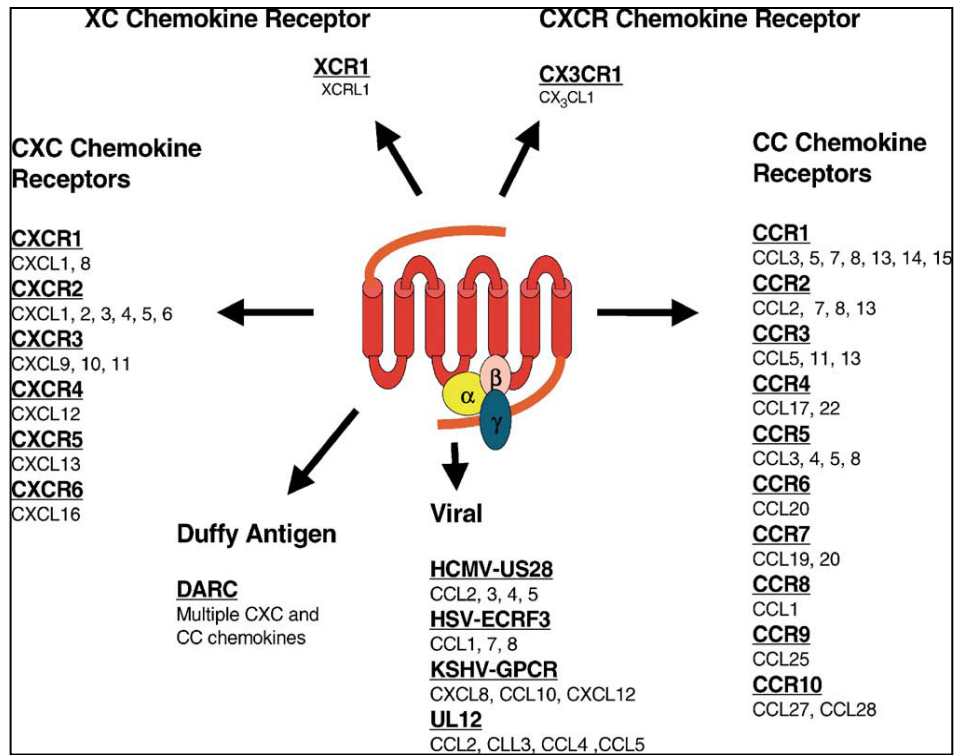 XC Chemokine Receptor
CXCR Chemokine Receptor
XCR1
XCRL1
CX3CR1
CX₃CL1
CXC Chemokine
Receptors
CXCR1
CXCL1, 8
CXCR2
CXCL1, 2, 3, 4, 5, 6
CXCR3
CXCL9, 10, 11
CXCR4
CXCL12
CXCR5
CXCL13
CXCR6
CXCL16
CC Chemokine
Receptors
CCR1
CCL3, 5, 7, 8, 13, 14, 15
CCR2
CCL2, 7, 8, 13
CCR3
CCL5, 11, 13
CCR4
CCL17, 22
CCR5
CCL3, 4, 5, 8
CCR6
CCL20
CCR7
CCL19, 20
CCR8
CCL1
CCR9
CCL25
CCR10
CCL27, CCL28
α
β
γ
Duffy Antigen
DARC
Multiple CXC and
CC chemokines
Viral
HCMV-US28
CCL2, 3, 4, 5
HSV-ECRF3
CCL1, 7, 8
KSHV-GPCR
CXCL8, CCL10, CXCL12
UL12
CCL2, CLL3, CCL4 ,CCL5